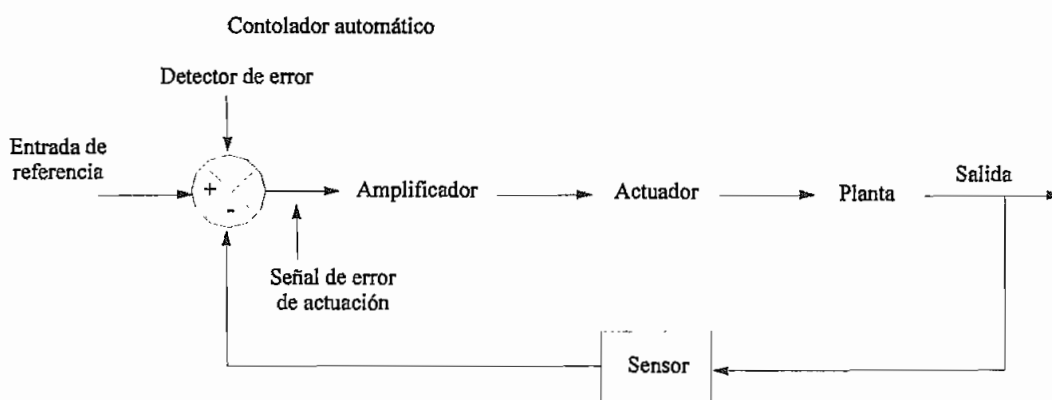 Contolador automático
Detector de error
Entrada de
referencia
+
-
Amplificador
Actuador
Planta
Salida
Señal de error
de actuación
Sensor